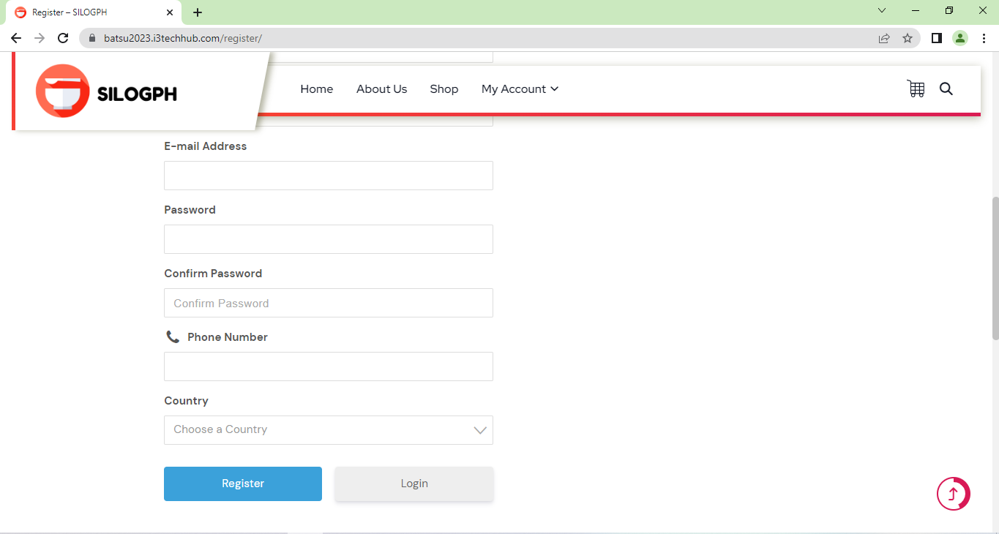 Register – SILOGPH
batsu2023.i3techhub.com/register/
SILOGPH
Home About Us Shop My Account
E-mail Address
Password
Confirm Password
Confirm Password
Phone Number
Country
Choose a Country
Register Login